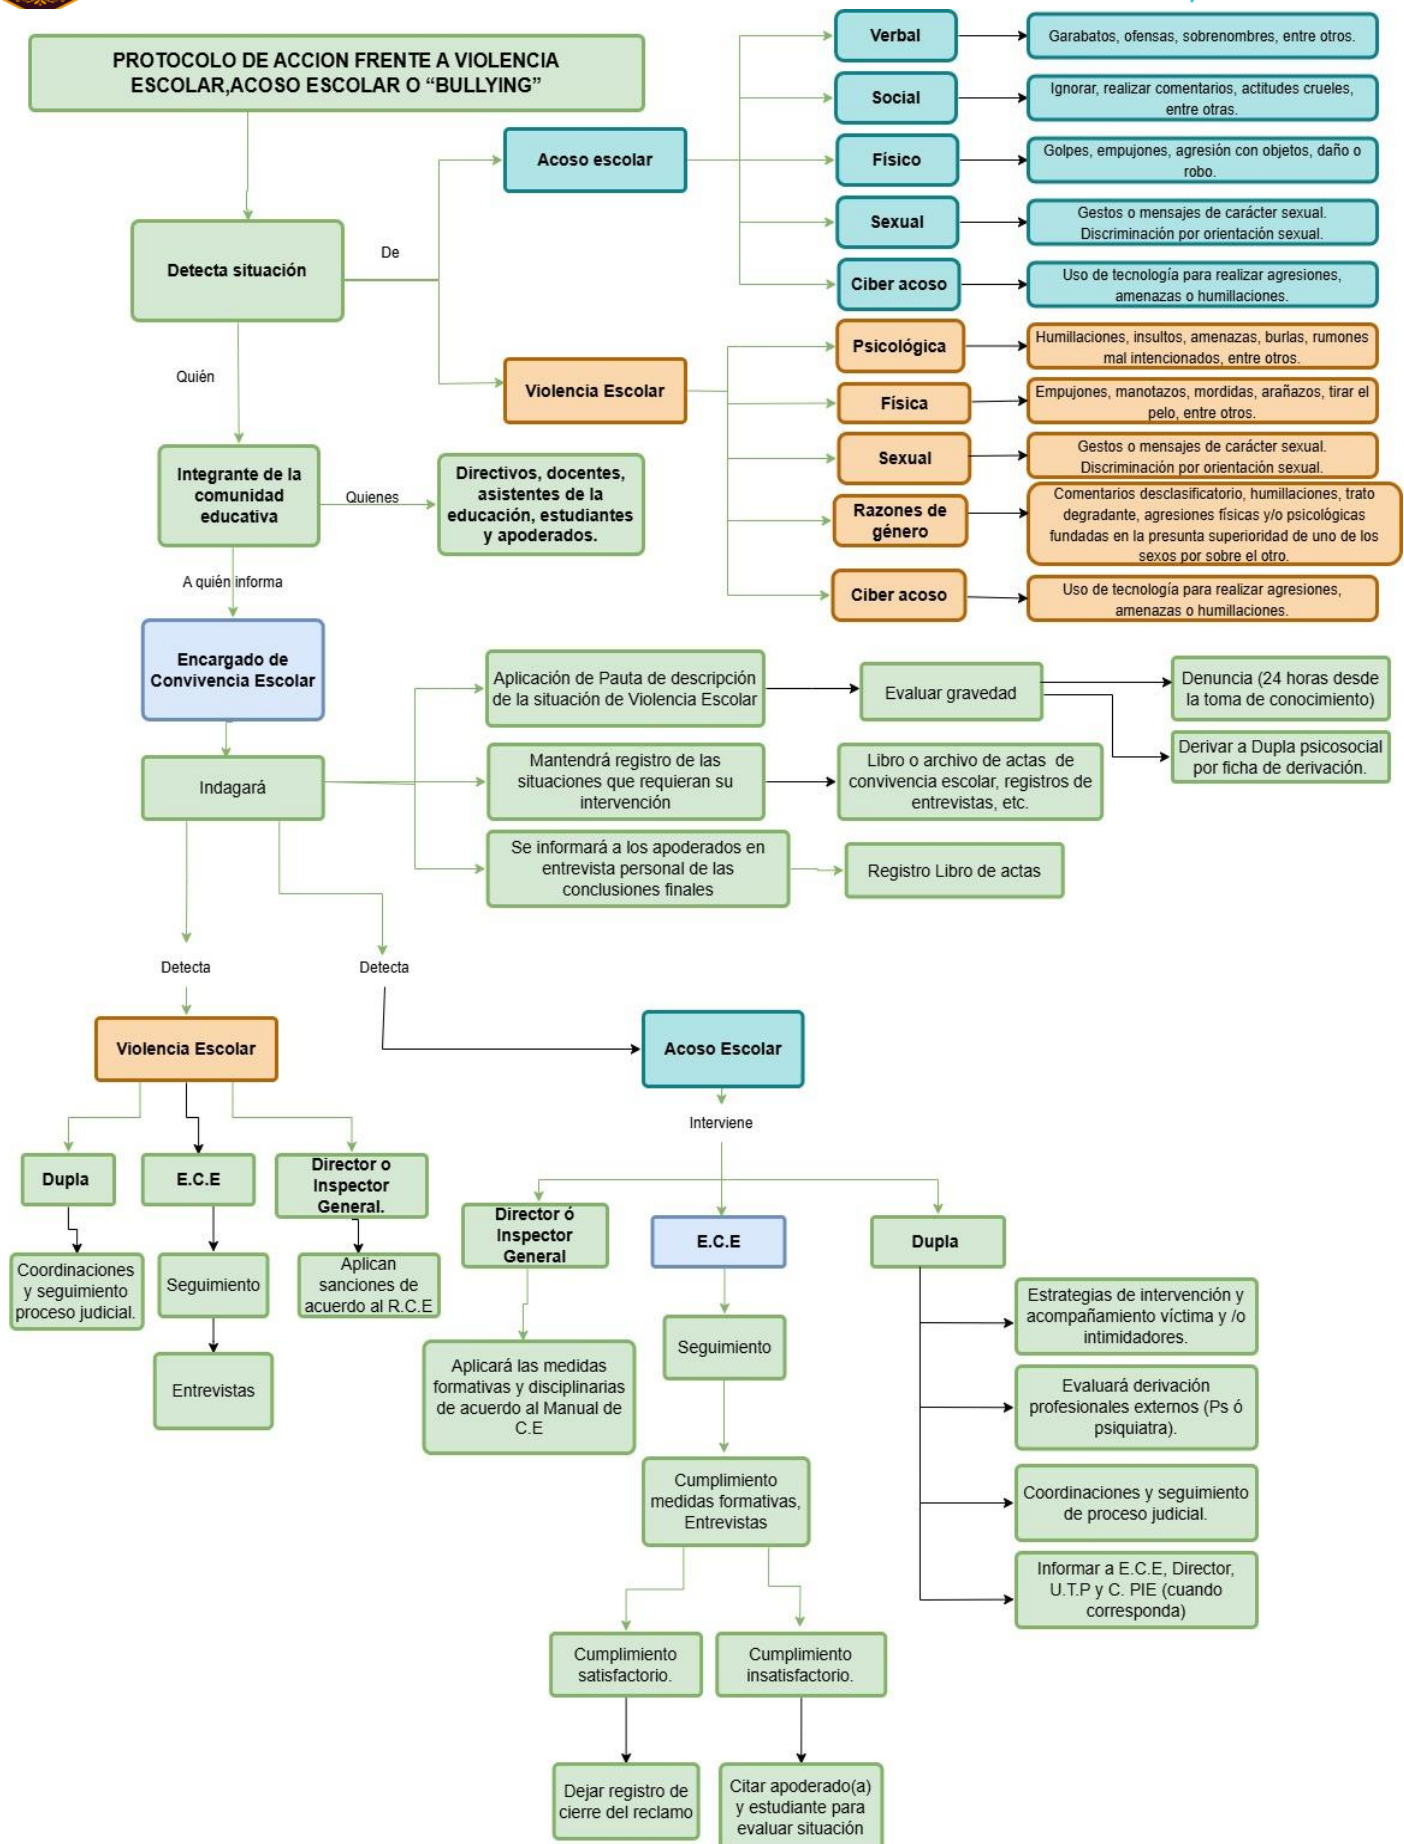 PROTOCOLO DE ACCION FRENTE A VIOLENCIA
ESCOLAR,ACOSO ESCOLAR O “BULLYING”
Detecta situación
De
Acoso escolar
Verbal
Garabatos, ofensas, sobrenombres, entre otros.
Social
Ignorar, realizar comentarios, actitudes crueles,
entre otras.
Físico
Golpes, empujones, agresión con objetos, daño o
robo.
Sexual
Gestos o mensajes de carácter sexual.
Discriminación por orientación sexual.
Ciber acoso
Uso de tecnología para realizar agresiones,
amenazas o humillaciones.
Violencia Escolar
Psicológica
Humillaciones, insultos, amenazas, burlas, rumones
mal intencionados, entre otros.
Física
Empujones, manotazos, mordidas, arañazos, tirar el
pelo, entre otros.
Sexual
Gestos o mensajes de carácter sexual.
Discriminación por orientación sexual.
Razones de
género
Comentarios desclasificatorio, humillaciones, trato
degradante, agresiones físicas y/o psicológicas
fundadas en la presunta superioridad de uno de los
sexos por sobre el otro.
Ciber acoso
Uso de tecnología para realizar agresiones,
amenazas o humillaciones.
Quién
Integrante de la
comunidad
educativa
Quienes
Directivos, docentes,
asistentes de la
educación, estudiantes
y apoderados.
A quién informa
Encargado de
Convivencia Escolar
Indagará
Aplicación de Pauta de descripción
de la situación de Violencia Escolar
Evaluar gravedad
Denuncia (24 horas desde
la toma de conocimiento)
Derivar a Dupla psicosocial
por ficha de derivación.
Mantendrá registro de las
situaciones que requieran su
intervención
Libro o archivo de actas de
convivencia escolar, registros de
entrevistas, etc.
Se informará a los apoderados en
entrevista personal de las
conclusiones finales
Registro Libro de actas
Detecta
Detecta
Violencia Escolar
Dupla
E.C.E
Director o
Inspector
General.
Coordinaciones
y seguimiento
proceso judicial.
Seguimiento
Aplican
sanciones de
acuerdo al R.C.E
Entrevistas
Acoso Escolar
Interviene
Director ó
Inspector
General
E.C.E
Dupla
Aplicará las medidas
formativas y disciplinarias
de acuerdo al Manual de
C.E
Seguimiento
Cumplimiento
medidas formativas,
Entrevistas
Cumplimiento
satisfactorio.
Cumplimiento
insatisfactorio.
Dejar registro de
cierre del reclamo
Citar apoderado(a)
y estudiante para
evaluar situación
Estrategias de intervención y
acompañamiento víctima y /o
intimidadores.
Evaluará derivación
profesionales externos (Ps ó
psiquiatra).
Coordinaciones y seguimiento
de proceso judicial.
Informar a E.C.E, Director,
U.T.P y C. PIE (cuando
corresponda)